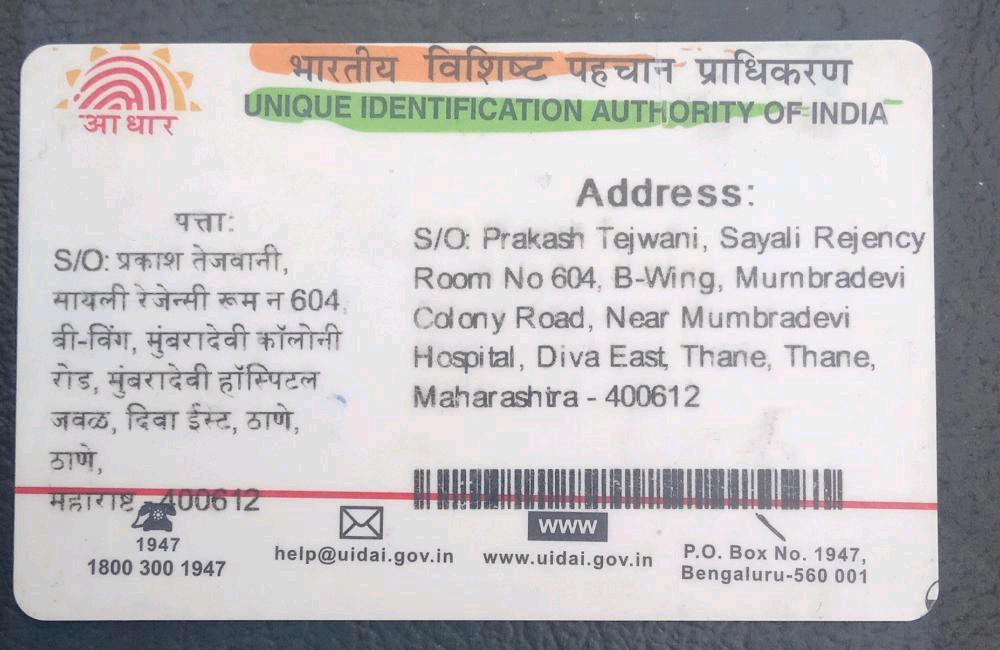 भारतीय विशिष्ट पहचान प्राधिकरण
आधार
UNIQUE IDENTIFICATION AUTHORITY OF INDIA
पत्ता:
S/O: प्रकाश तेजवानी,
सायली रेजेन्सी रूम न 604,
बी-विंग, मुंबरादेवी कॉलोनी
रोड, मुंबरादेवी हॉस्पिटल
जवळ, दिवा ईस्ट, ठाणे,
ठाणे,
महाराष्ट्र - 400612
Address:
S/O: Prakash Tejwani, Sayali Rejency
Room No 604, B-Wing, Mumbradevi
Colony Road, Near Mumbradevi
Hospital, Diva East, Thane, Thane,
Maharashtra - 400612
1947
1800 300 1947
help@uidai.gov.in
www
www.uidai.gov.in
P.O. Box No. 1947,
Bengaluru-560 001